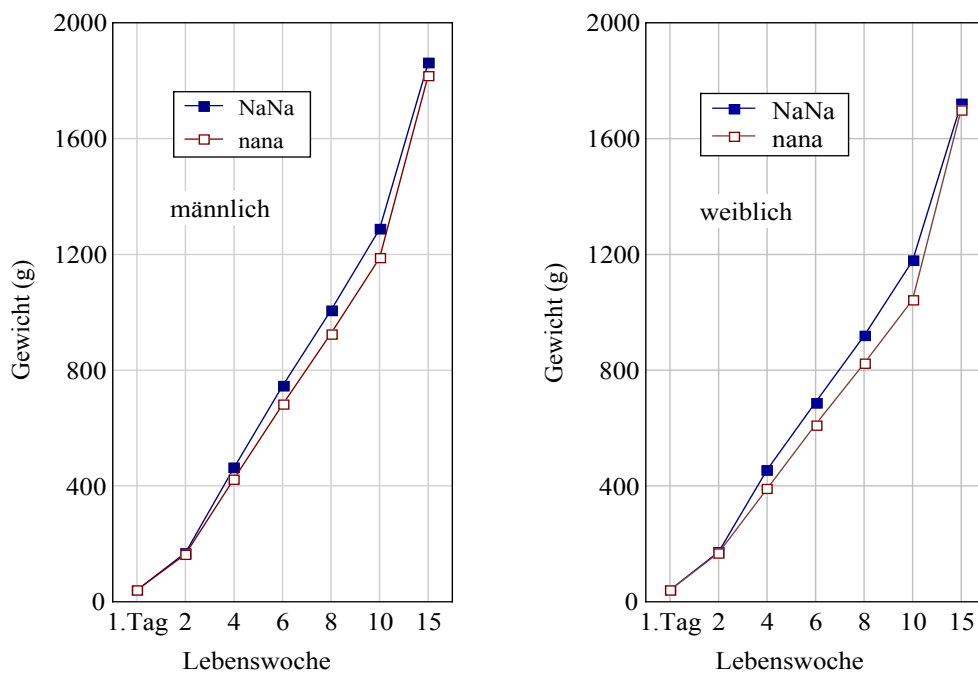 2000
1600
1200
800
400
0
Gewicht (g)
NaNa
nana
männlich
1.Tag 2 4 6 8 10 15
Lebenswoche
2000
1600
1200
800
400
0
Gewicht (g)
NaNa
nana
weiblich
1.Tag 2 4 6 8 10 15
Lebenswoche